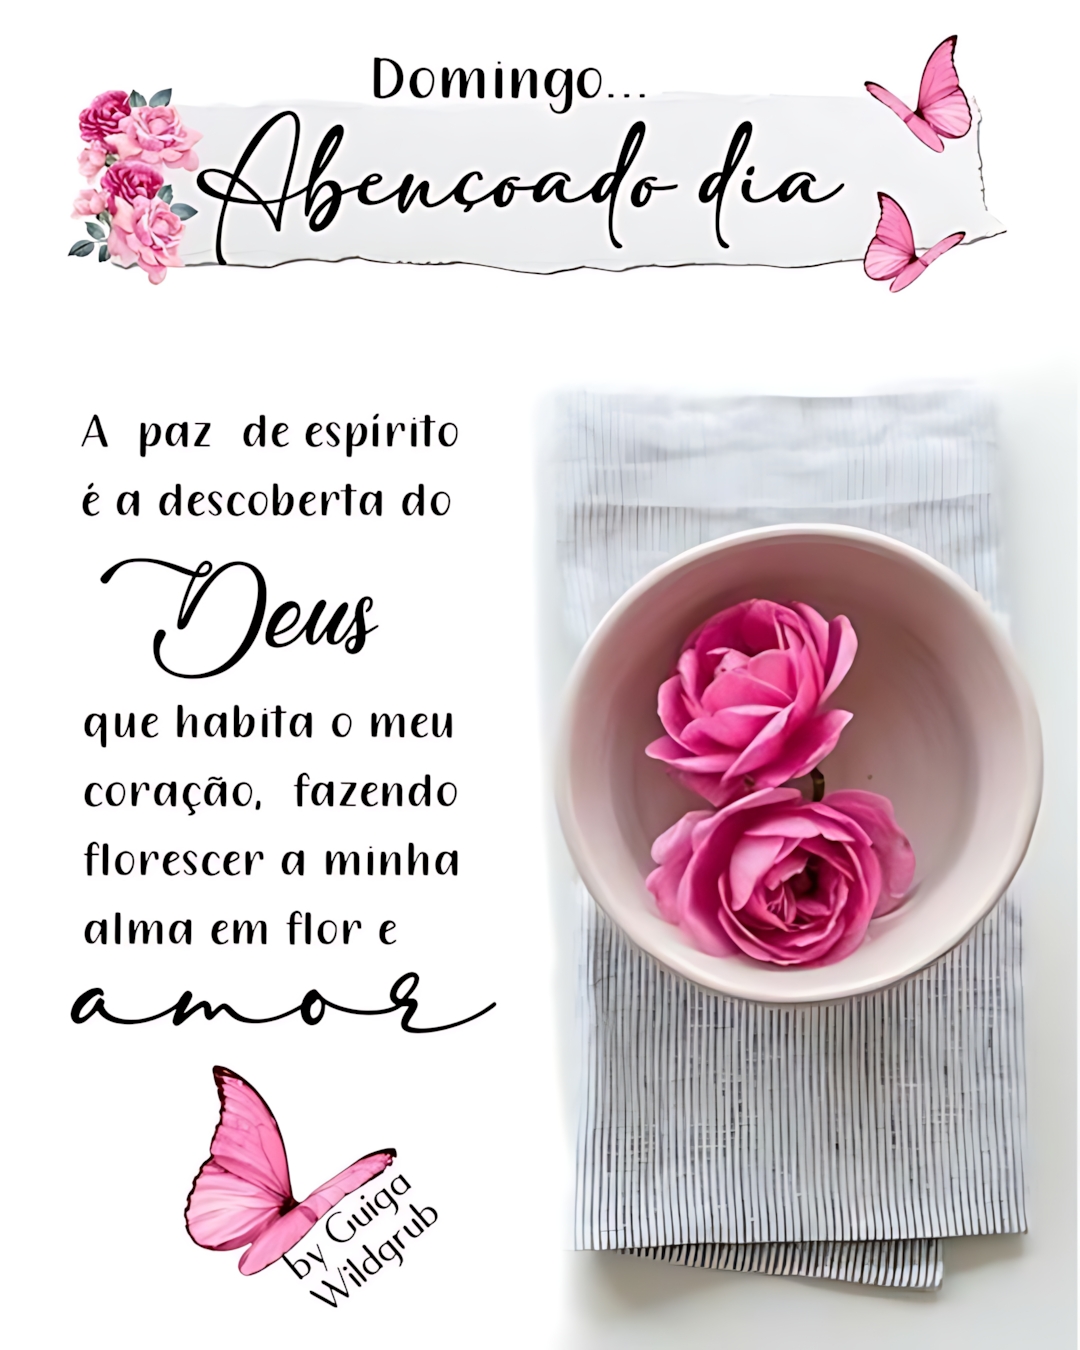 Domingo...
Abençoado dia
A paz de espírito
é a descoberta do
Deus
que habita o meu
coração, fazendo
florescer a minha
alma em flor e
amor
by Guiga
Wildgrub